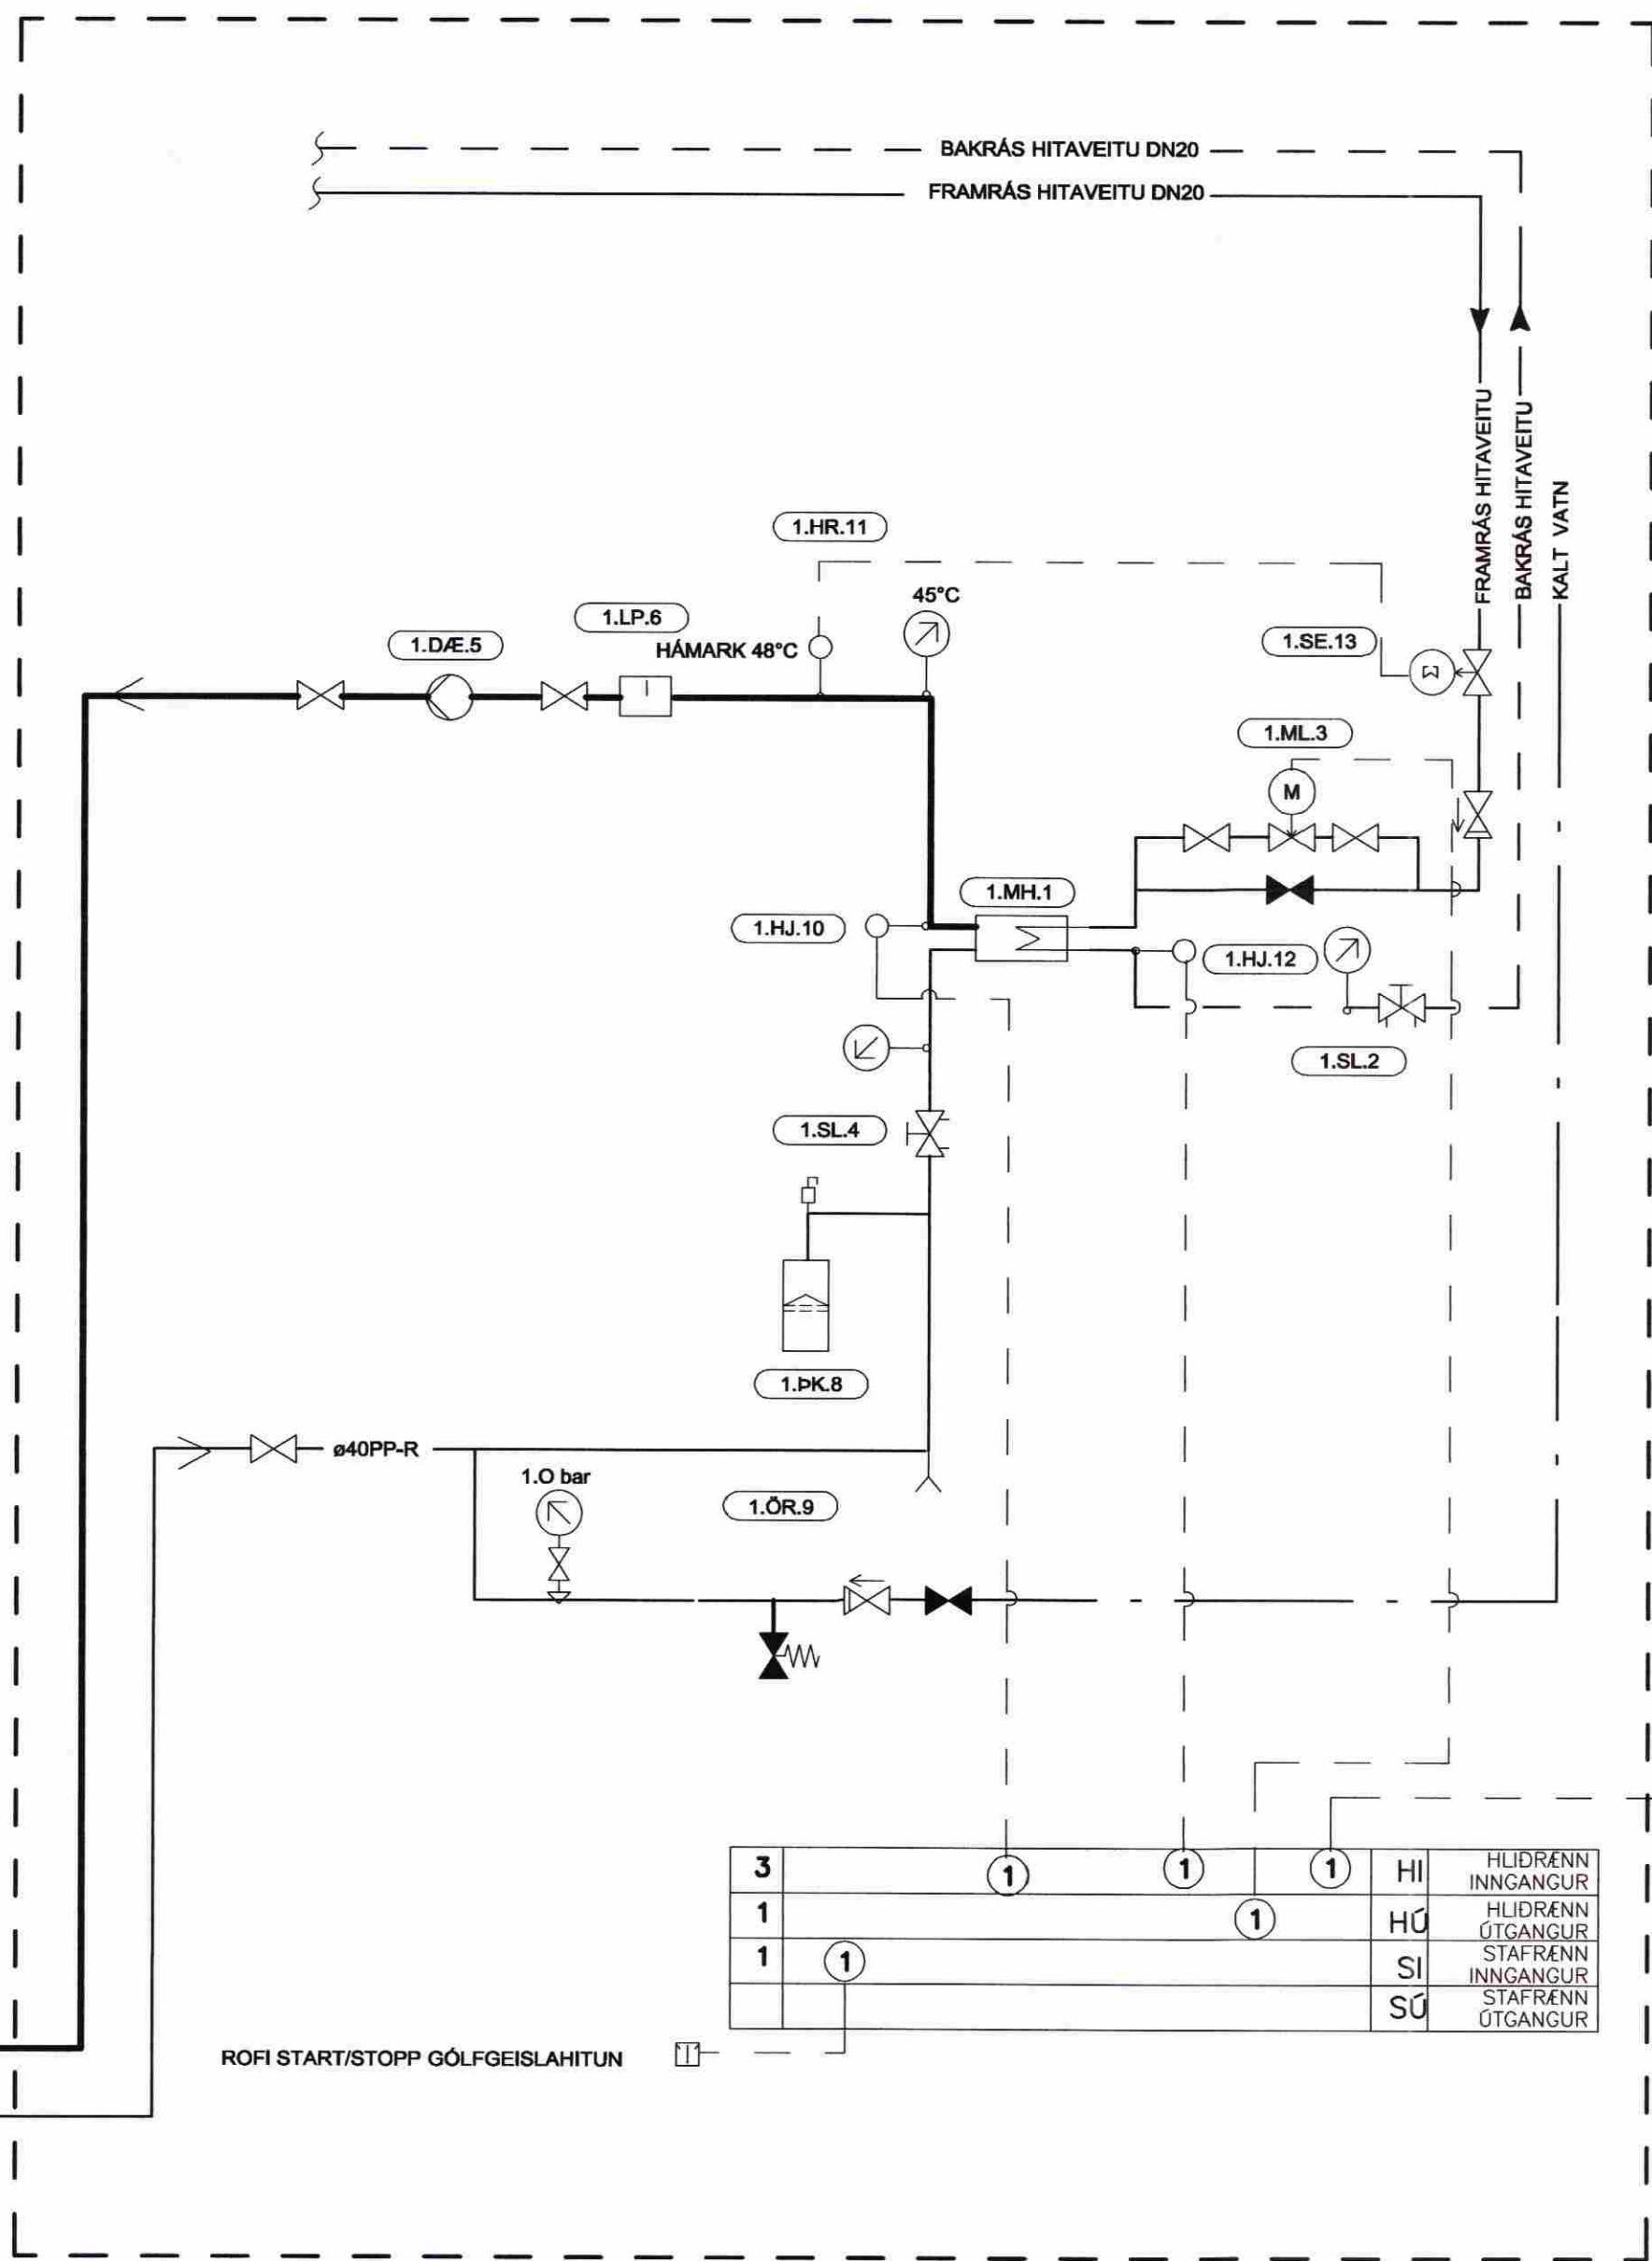 BAKRÁS HITAVEITU DN20
FRAMRÁS HITAVEITU DN20
FRAMRÁS HITAVEITU
BAKRÁS HITAVEITU
KALT VATN
1.HR.11
45°C
1.LP.6
1.DÆ.5
HÁMARK 48°C
1.SE.13
1.ML.3
M
1.MH.1
1.HJ.10
1.HJ.12
1.SL.2
1.SL.4
1.ÞK.8
ø40PP-R
1.O bar
1.ÖR.9
3 1 1 1 HI HLIÐRÆNN
INNGANGUR
1 1 HÚ HLIÐRÆNN
ÚTGANGUR
1 1 SI STAFRÆNN
INNGANGUR
SÚ STAFRÆNN
ÚTGANGUR
ROFI START/STOPP GÓLFGEISLAHITUN